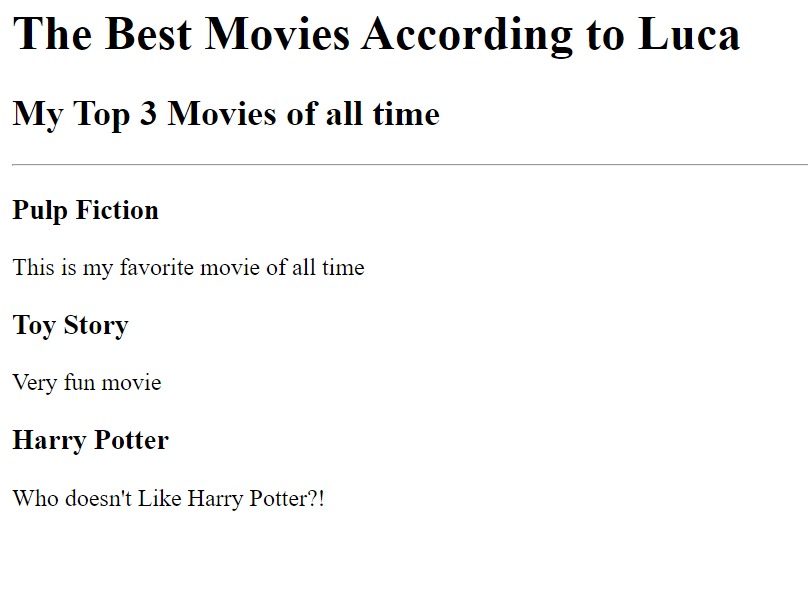 The Best Movies According to Luca
My Top 3 Movies of all time
Pulp Fiction
This is my favorite movie of all time
Toy Story
Very fun movie
Harry Potter
Who doesn't Like Harry Potter?!